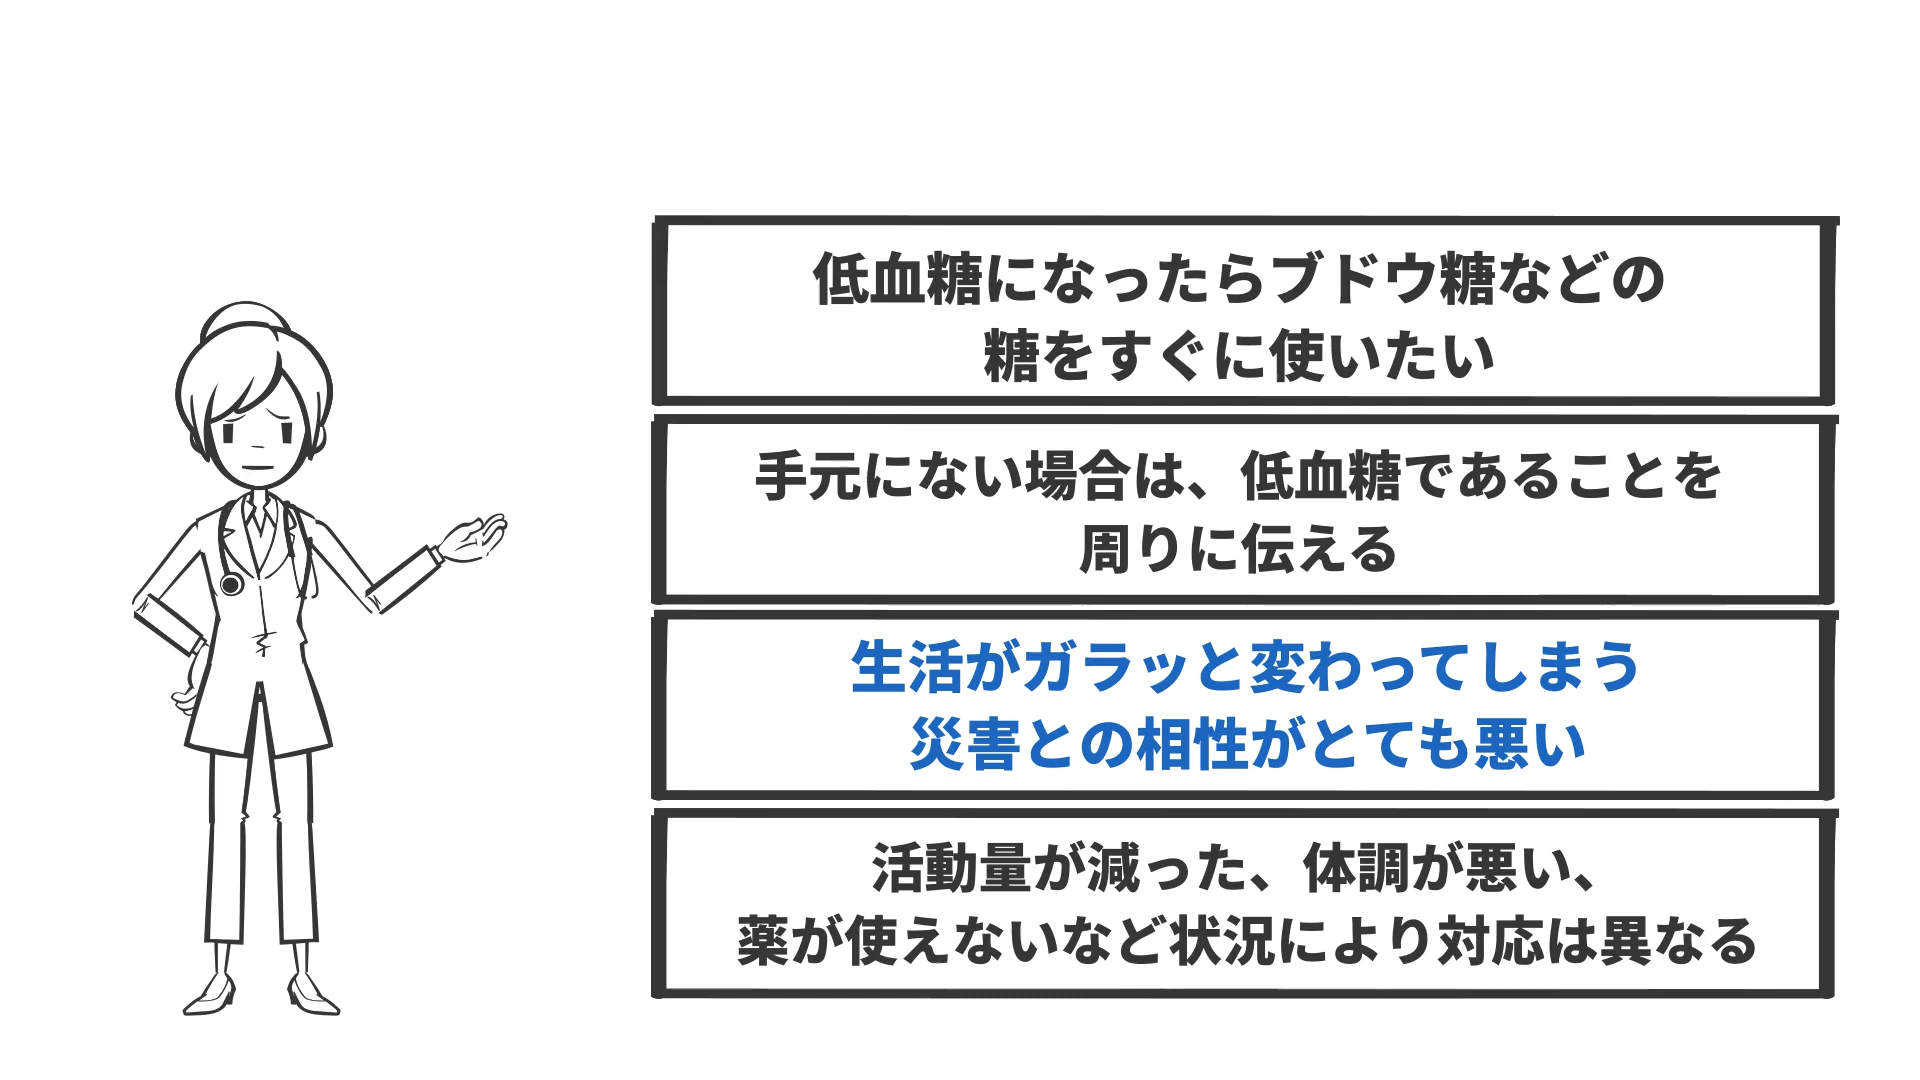 低血糖になったらブドウ糖などの
糖をすぐに使いたい
手元にない場合は、低血糖であることを
周りに伝える
生活がガラッと変わってしまう
災害との相性がとても悪い
活動量が減った、体調が悪い、
薬が使えないなど状況により対応は異なる